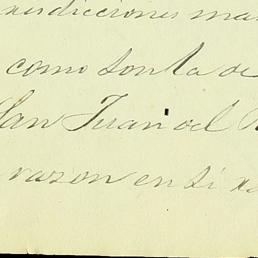 jurisdicciones ma
como son la de
San Juan del R
razon en si